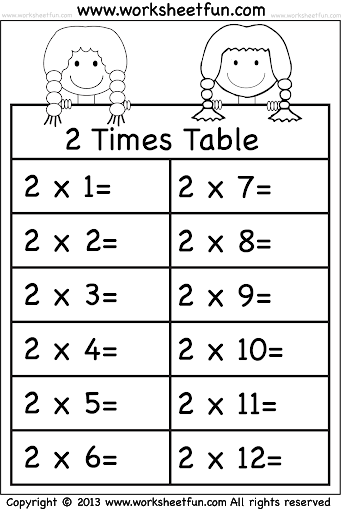 www.worksheetfun.com
2 Times Table
2 x 1=
2 x 7=
2 x 2=
2 x 8=
2 x 3=
2 x 9=
2 x 4=
2 x 10=
2 x 5=
2 x 11=
2 x 6=
2 x 12=
Copyright © 2013 www.worksheetfun.com All Rights Reserved